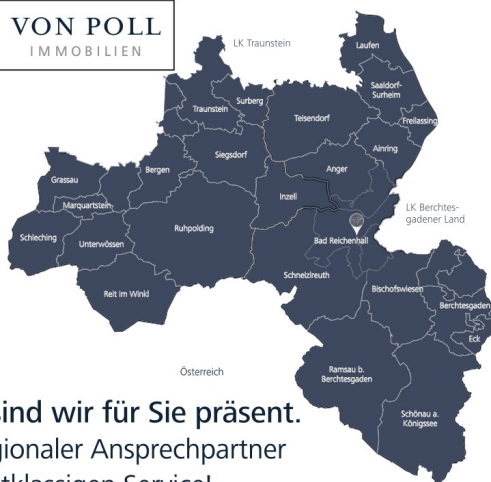 VON POLL
IMMOBILIEN
LK Traunstein
Laufen
Saaldorf-
Surheim
Surberg
Traunstein
Teisendorf
Freilassing
Ainring
Siegsdorf
Anger
Bergen
Grassau
Inzell
Marquartstein
LK Berchtes-
gadener Land
Ruhpolding
Bad Reichenhall
Schleching
Unterwössen
Schneizlreuth
Bischofswiesen
Reit im Winkl
Berchtesgaden
Eck
Österreich
Ramsau b.
Berchtesgaden
Schönau a.
Königssee
sind wir für Sie präsent.
gionaler Ansprechpartner
tklassigen Service!